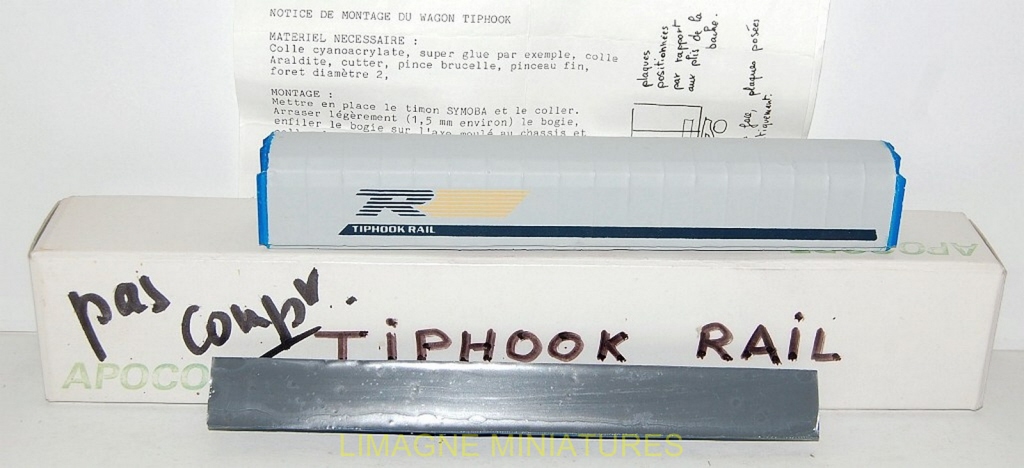 NOTICE DE MONTAGE DU WAGON TIPHOOK
MATERIEL NECESSAIRE :
Colle cyanoacrylate, super glue par exemple, colle
Araldite, cutter, pince brucelle, pinceau fin,
foret diamètre 2,
MONTAGE :
Mettre en place le timon SYMOBA et le coller.
Araser légèrement (1,5 mm environ) le bogie,
enfiler le bogie sur l'axe moulé au chassis et
plaques
positionnées
par rapport
aux plis de la
bache.
face, plaques posées
R
TIPHOOK RAIL
pas
TIPHOOK RAIL
APOCO
LIMAGNE MINIATURES